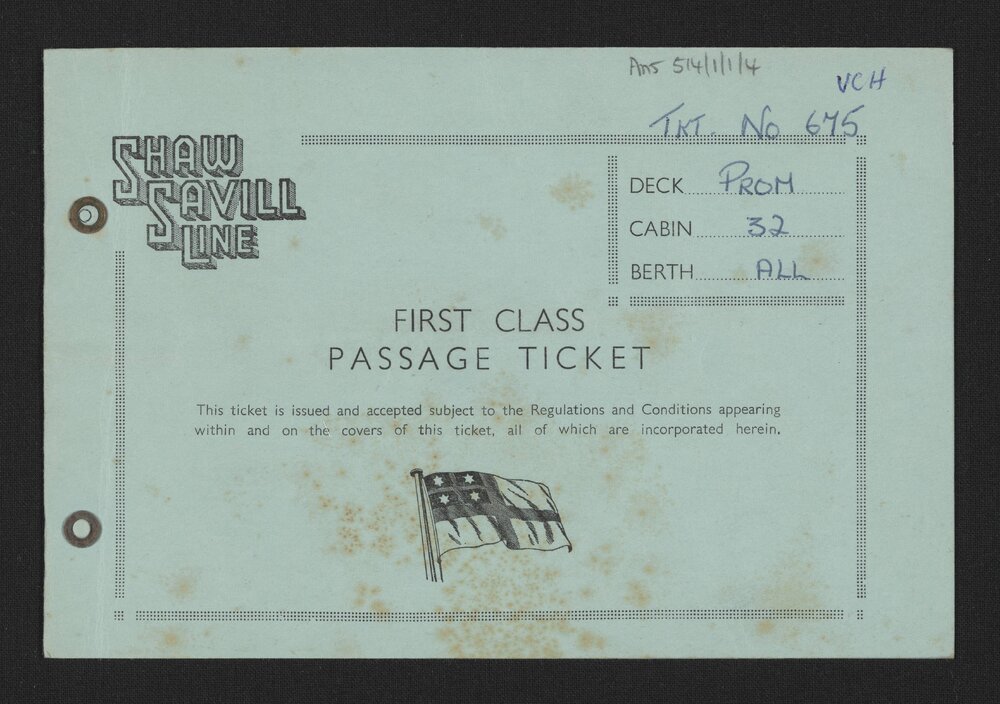 Ans 514/1/1/4
VCH
TKT. No 675
SHAW
SAVILL
LINE
DECK PROM
CABIN 32
BERTH ALL
FIRST CLASS
PASSAGE TICKET
This ticket is issued and accepted subject to the Regulations and Conditions appearing
within and on the covers of this ticket, all of which are incorporated herein.